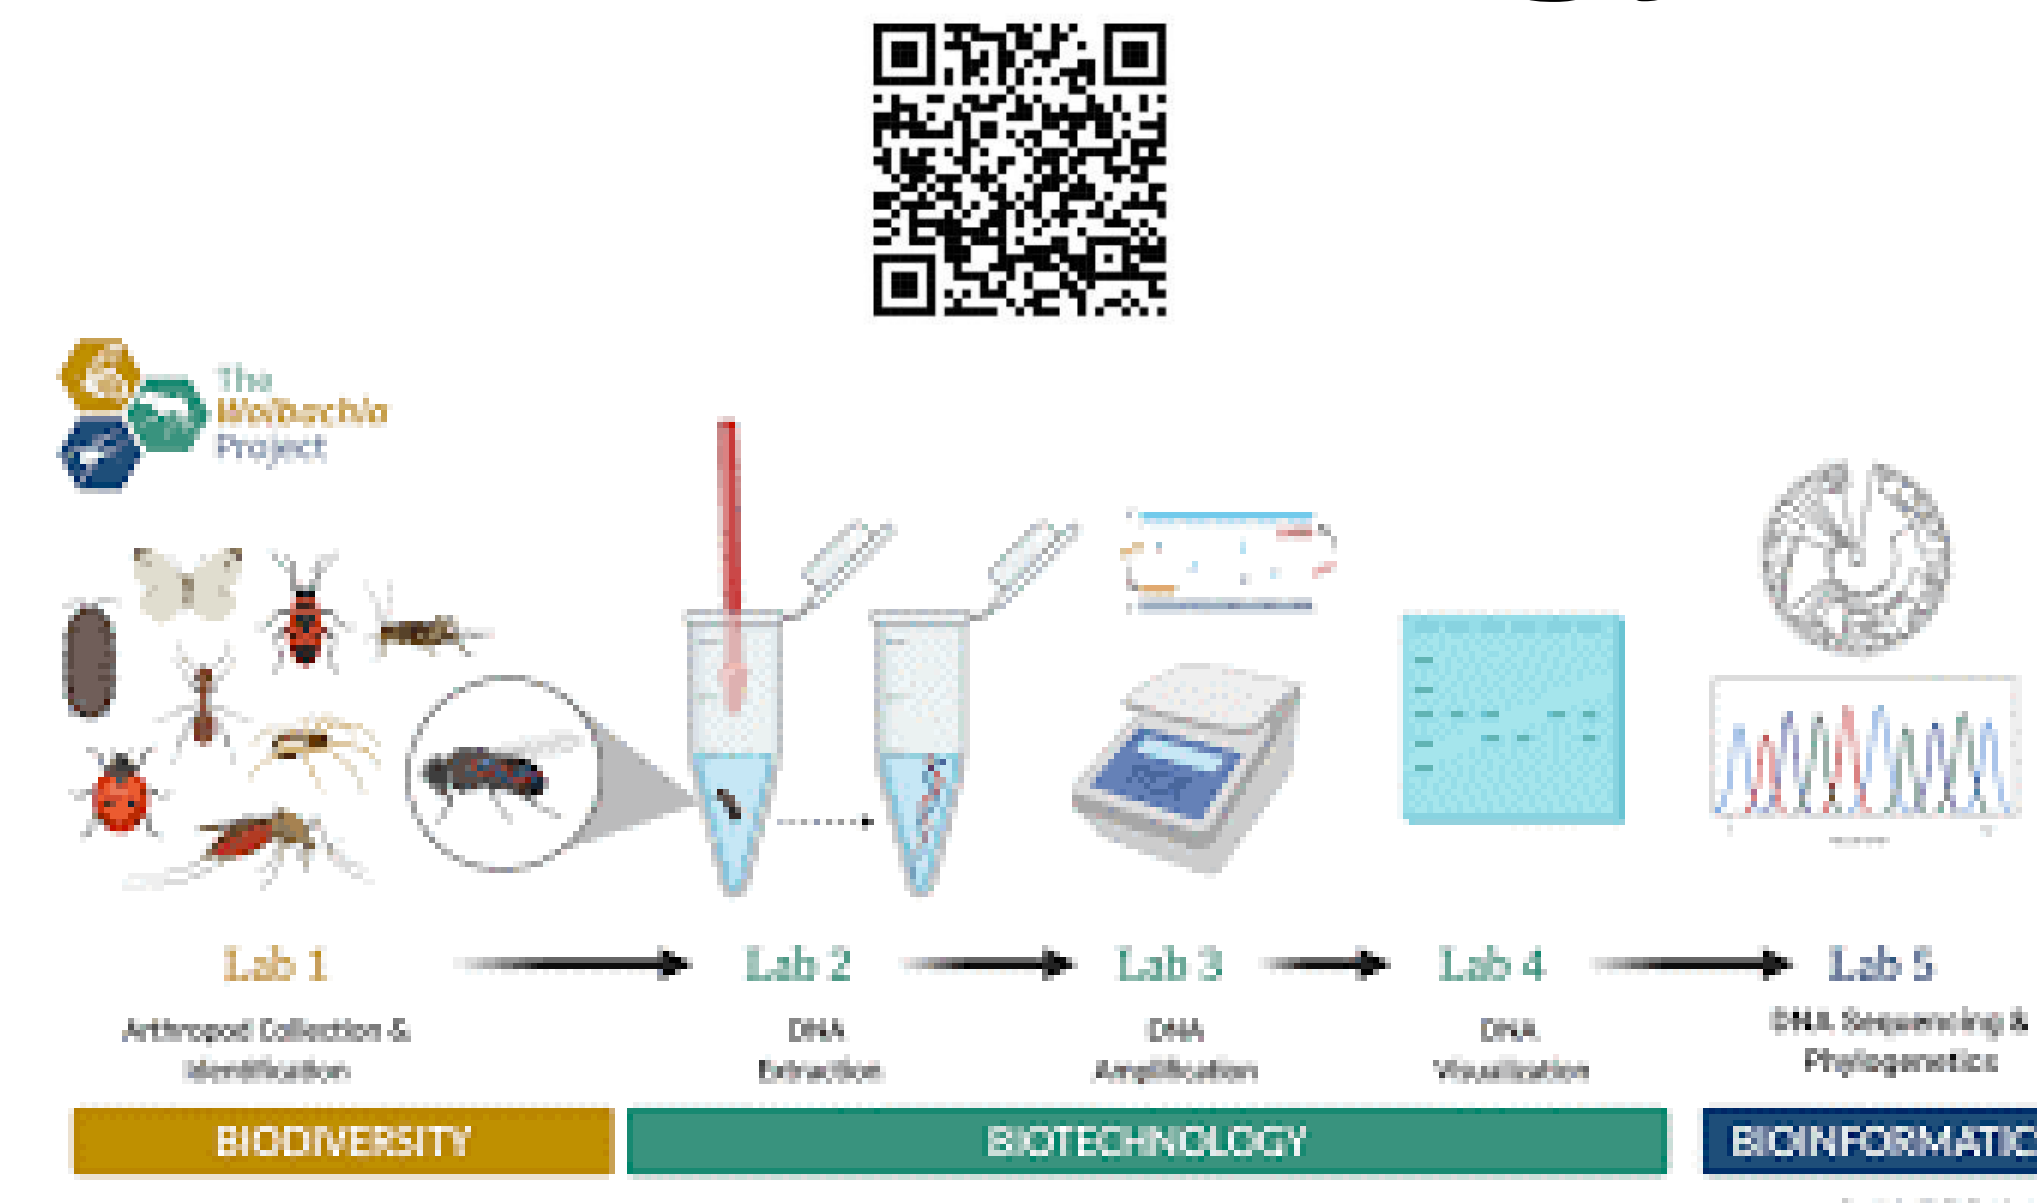 The
Wolbachia
Project
Lab 1
Lab 2
Lab 3
Lab 4
Lab 5
Arthropod Collection &
Identification
DNA
Extraction
DNA
Amplification
DNA
Visualization
DNA Sequencing &
Phylogenetics
BIODIVERSITY
BIOTECHNOLOGY
BIOINFORMATIC